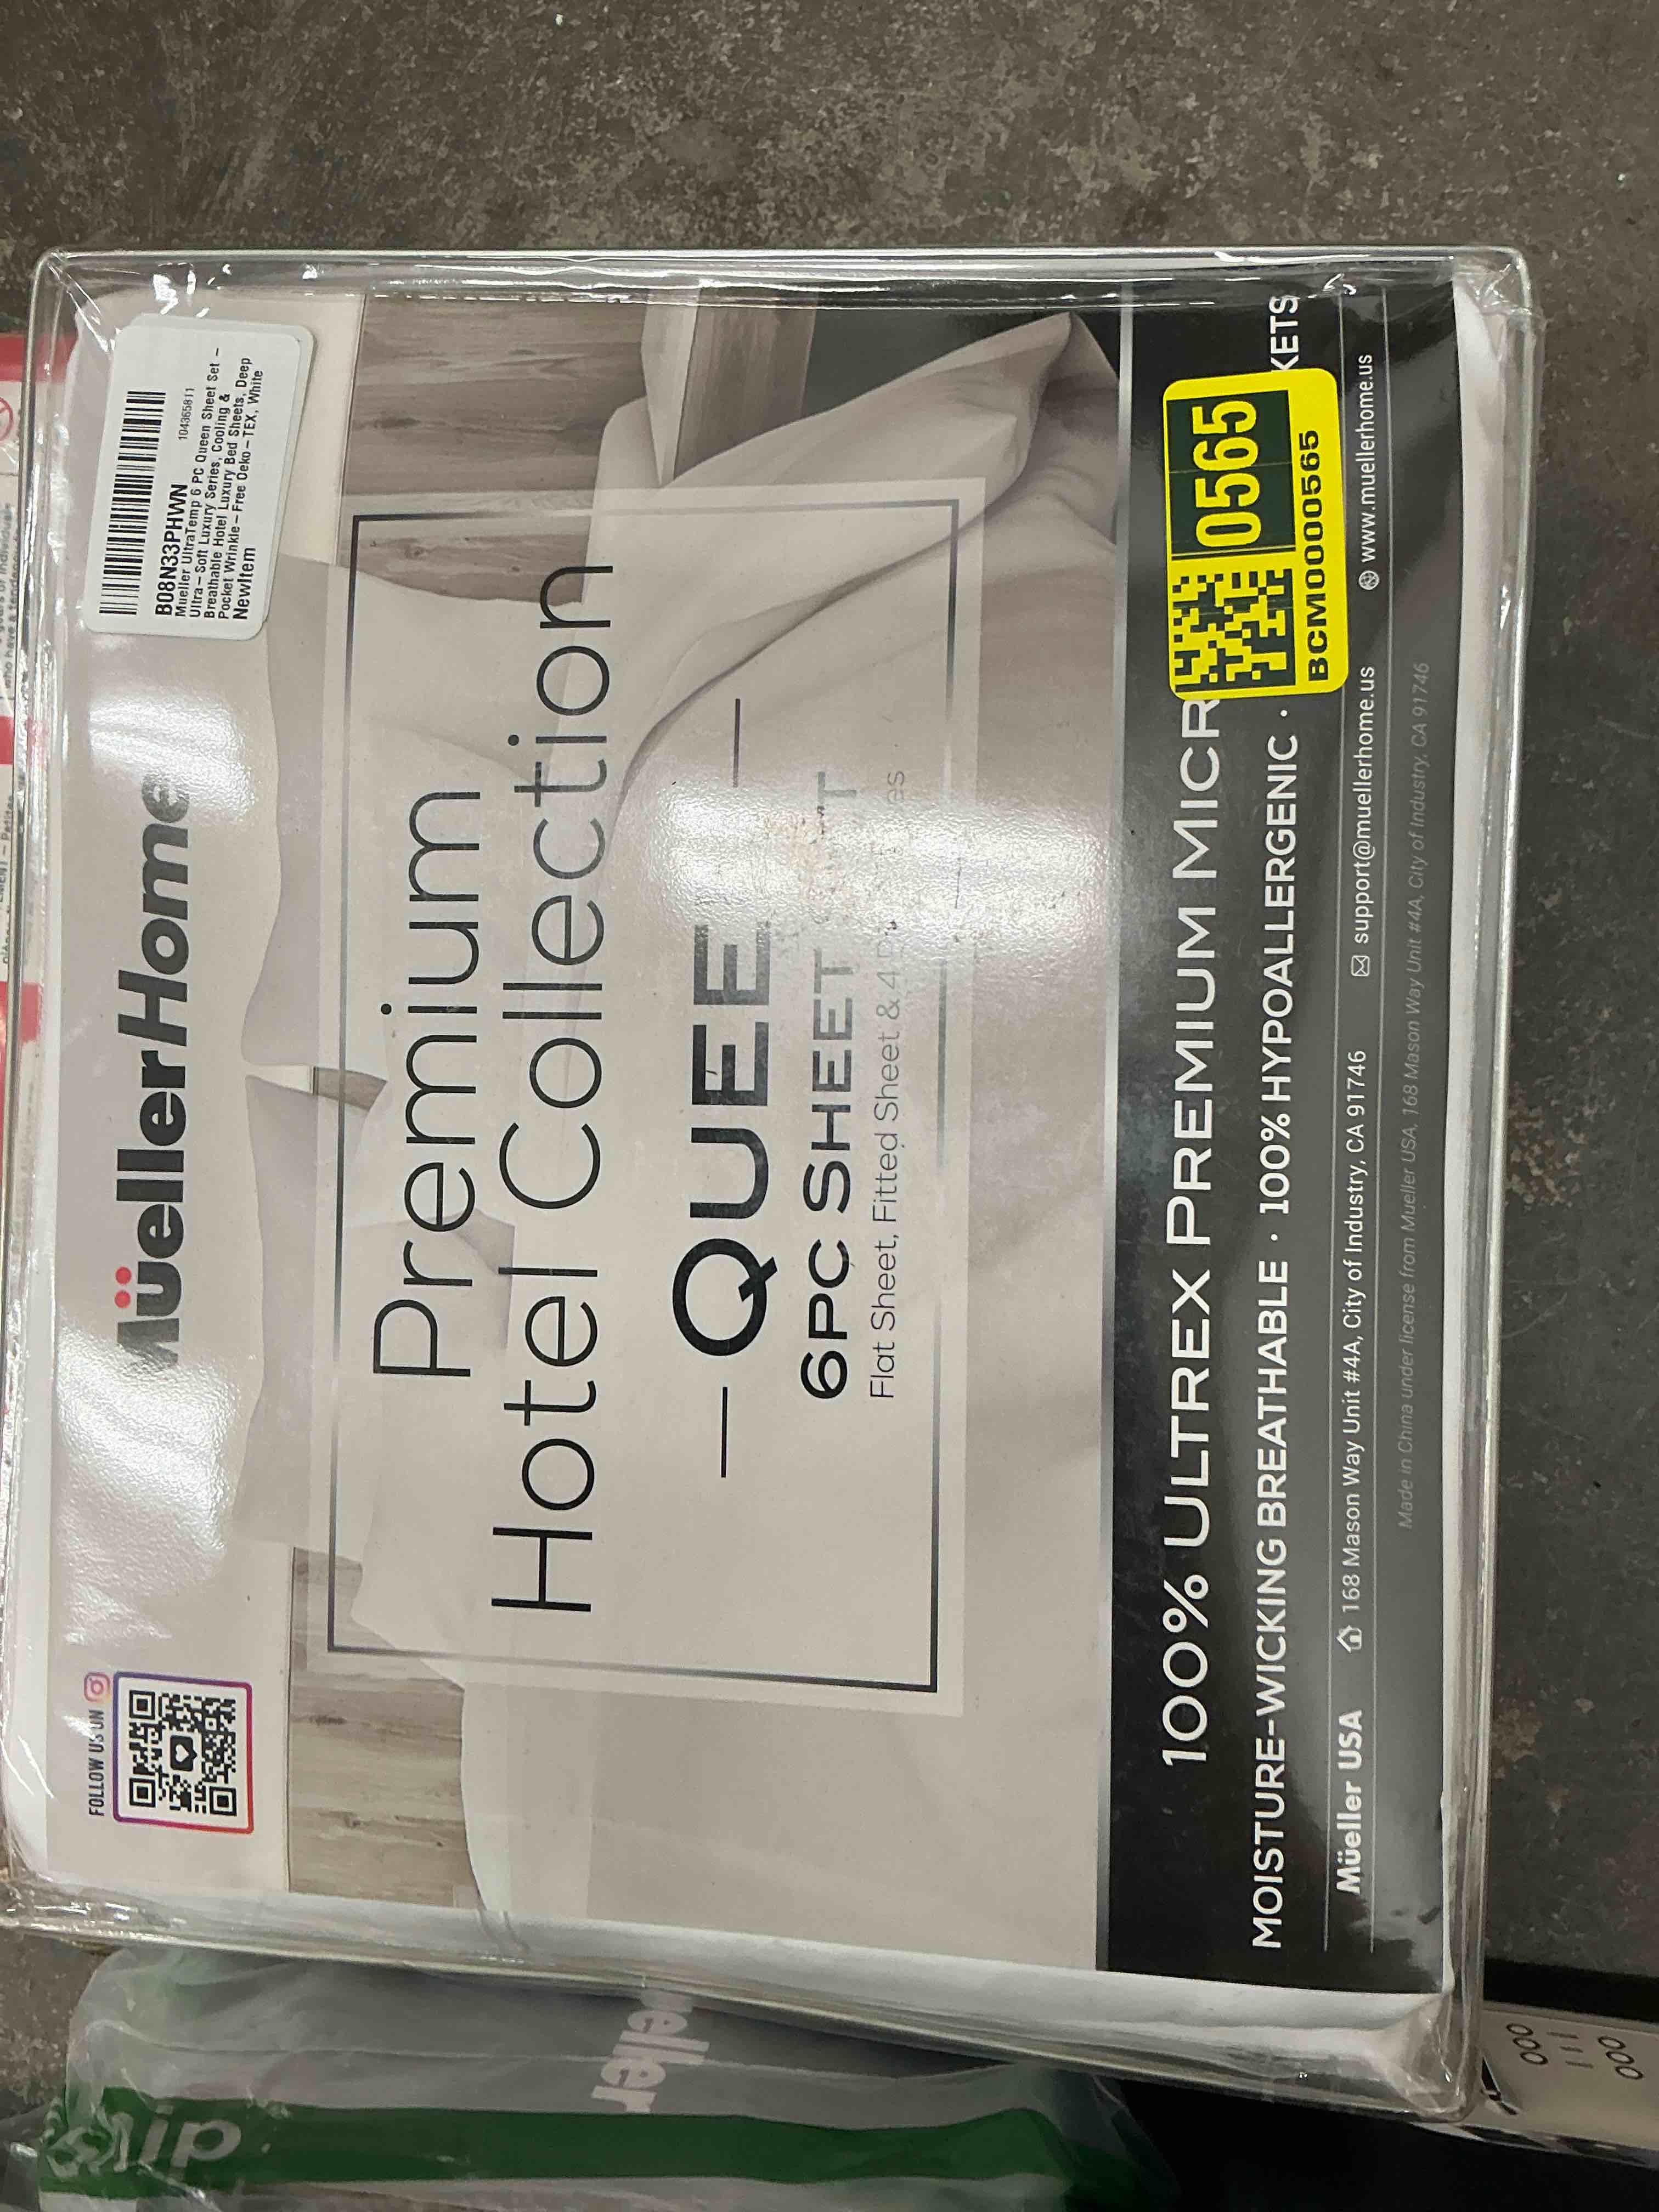 FOLLOW US ON
MüellerHome
104365811
B08N33PHWN
Mueller UltraTemp 6 PC Queen Sheet Set –
Ultra – Soft Luxury Series, Cooling &
Breathable Hotel Luxury Bed Sheets, Deep
Pocket Wrinkle – Free Oeko – TEX, White
NewItem
Premium
Hotel Collection
QUEE
6PC SHEET
Flat Sheet, Fitted Sheet & 4
100% ULTREX PREMIUM MICR
MOISTURE-WICKING BREATHABLE · 100% HYPOALLERGENIC · KETS
0565
BCM000565
Müeller USA 168 Mason Way Unit #4A, City of Industry, CA 91746 support@muellerhome.us www.muellerhome.us
Made in China under license from Mueller USA, 168 Mason Way Unit #4A, City of Industry, CA 91746
ueller